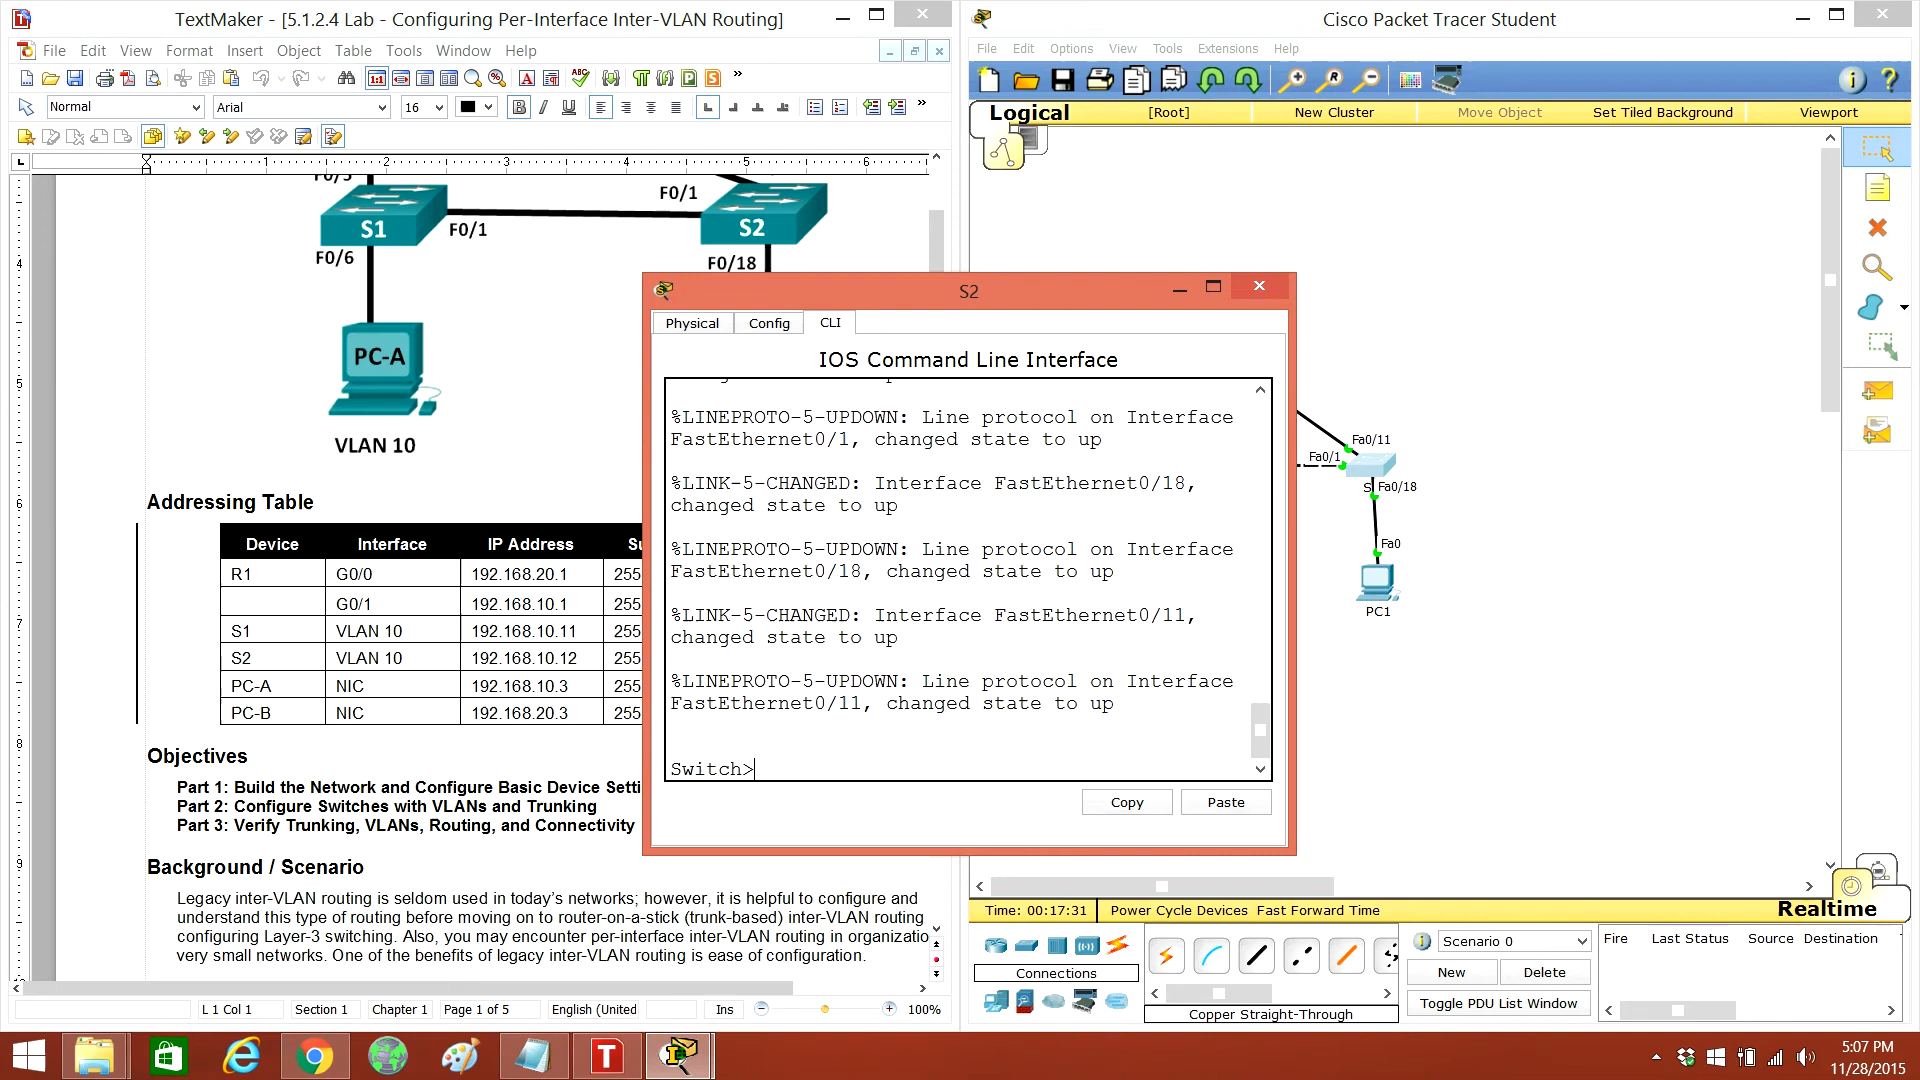 TextMaker - [5.1.2.4 Lab - Configuring Per-Interface Inter-VLAN Routing]
File Edit View Format Insert Object Table Tools Window Help
Normal Arial 16
1 2 3 4 5 6
S1
F0/1
F0/6
F0/1
S2
F0/18
PC-A
VLAN 10
Addressing Table
Device Interface IP Address
R1 G0/0 192.168.20.1 255
G0/1 192.168.10.1 255
S1 VLAN 10 192.168.10.11 255
S2 VLAN 10 192.168.10.12 255
PC-A NIC 192.168.10.3 255
PC-B NIC 192.168.20.3 255
Objectives
Part 1: Build the Network and Configure Basic Device Setti
Part 2: Configure Switches with VLANs and Trunking
Part 3: Verify Trunking, VLANs, Routing, and Connectivity
Background / Scenario
Legacy inter-VLAN routing is seldom used in today's networks; however, it is helpful to configure and
understand this type of routing before moving on to router-on-a-stick (trunk-based) inter-VLAN routing
configuring Layer-3 switching. Also, you may encounter per-interface inter-VLAN routing in organizatio
very small networks. One of the benefits of legacy inter-VLAN routing is ease of configuration.
L 1 Col 1 Section 1 Chapter 1 Page 1 of 5 English (United Ins 100%
S2
Physical Config CLI
IOS Command Line Interface
%LINEPROTO-5-UPDOWN: Line protocol on Interface
FastEthernet0/1, changed state to up
%LINK-5-CHANGED: Interface FastEthernet0/18,
changed state to up
%LINEPROTO-5-UPDOWN: Line protocol on Interface
FastEthernet0/18, changed state to up
%LINK-5-CHANGED: Interface FastEthernet0/11,
changed state to up
%LINEPROTO-5-UPDOWN: Line protocol on Interface
FastEthernet0/11, changed state to up
Switch>
Copy Paste
Cisco Packet Tracer Student
File Edit Options View Tools Extensions Help
Logical [Root] New Cluster Move Object Set Tiled Background Viewport
Fa0/11
Fa0/1
S Fa0/18
Fa0
PC1
Time: 00:17:31 Power Cycle Devices Fast Forward Time
Realtime
Connections
Copper Straight-Through
Scenario 0
New Delete
Toggle PDU List Window
Fire Last Status Source Destination
5:07 PM
11/28/2015